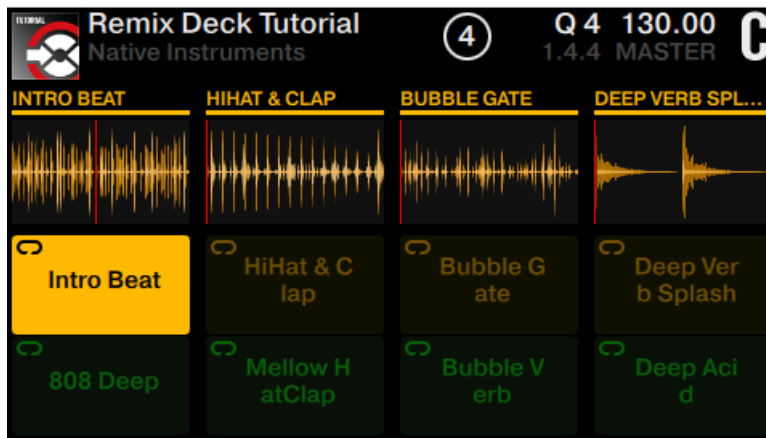 TUTORIAL
Remix Deck Tutorial
Native Instruments
4
Q 4 130.00
1.4.4 MASTER
C
INTRO BEAT
HIHAT & CLAP
BUBBLE GATE
DEEP VERB SPL...
Intro Beat
HiHat & C
lap
Bubble G
ate
Deep Ver
b Splash
808 Deep
Mellow H
atClap
Bubble V
erb
Deep Aci
d